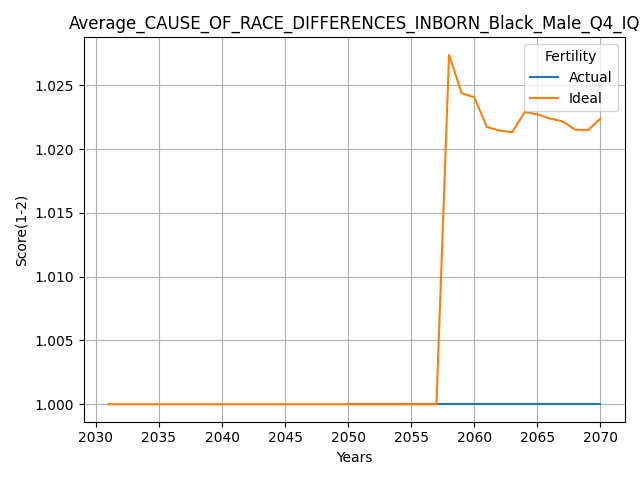 Average_CAUSE_OF_RACE_DIFFERENCES_INBORN_Black_Male_Q4_IQ
Fertility
Actual
Ideal
1.025
1.020
1.015
1.010
1.005
1.000
Score(1-2)
2030 2035 2040 2045 2050 2055 2060 2065 2070
Years